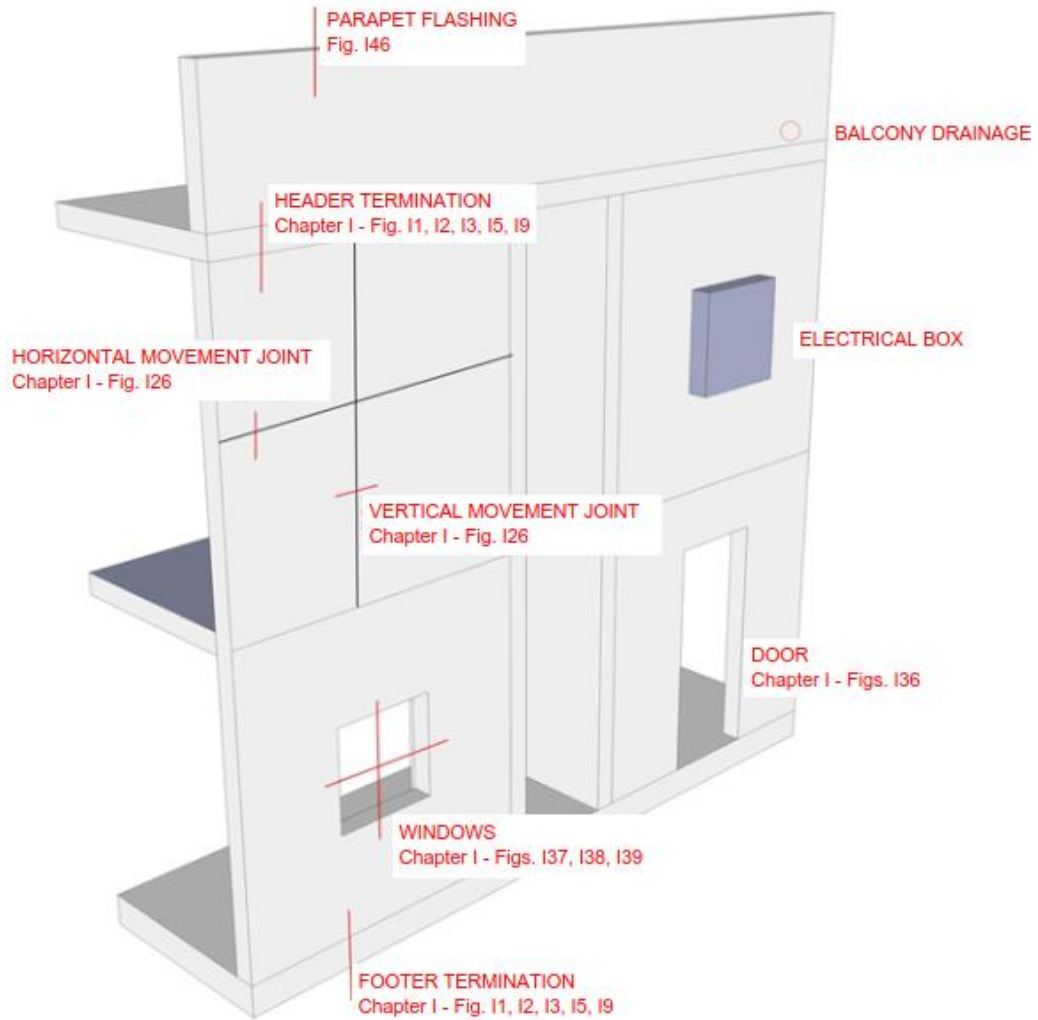 PARAPET FLASHING
Fig. I46
BALCONY DRAINAGE
HEADER TERMINATION
Chapter I - Fig. I1, I2, I3, I5, I9
ELECTRICAL BOX
HORIZONTAL MOVEMENT JOINT
Chapter I - Fig. I26
VERTICAL MOVEMENT JOINT
Chapter I - Fig. I26
DOOR
Chapter I - Figs. I36
WINDOWS
Chapter I - Figs. I37, I38, I39
FOOTER TERMINATION
Chapter I - Fig. I1, I2, I3, I5, I9